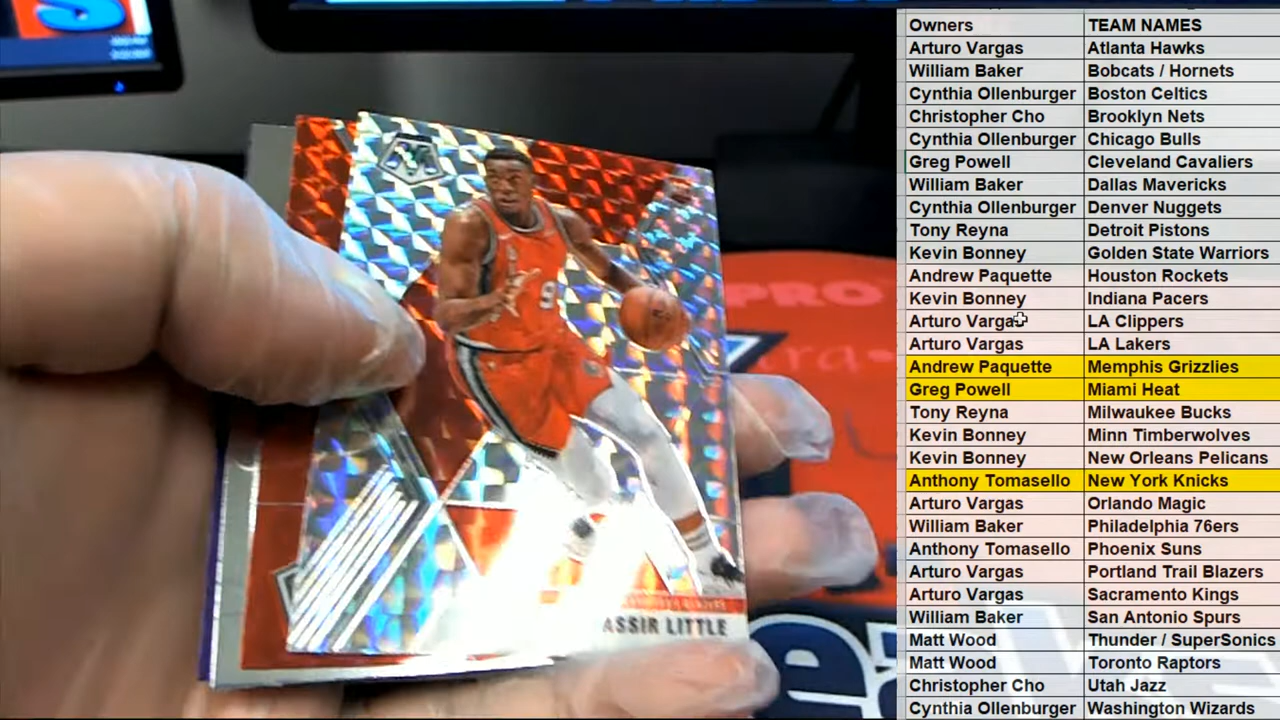 Owners TEAM NAMES
Arturo Vargas Atlanta Hawks
William Baker Bobcats / Hornets
Cynthia Ollenburger Boston Celtics
Christopher Cho Brooklyn Nets
Cynthia Ollenburger Chicago Bulls
Greg Powell Cleveland Cavaliers
William Baker Dallas Mavericks
Cynthia Ollenburger Denver Nuggets
Tony Reyna Detroit Pistons
Kevin Bonney Golden State Warriors
Andrew Paquette Houston Rockets
Kevin Bonney Indiana Pacers
Arturo Vargas LA Clippers
Arturo Vargas LA Lakers
Andrew Paquette Memphis Grizzlies
Greg Powell Miami Heat
Tony Reyna Milwaukee Bucks
Kevin Bonney Minn Timberwolves
Kevin Bonney New Orleans Pelicans
Anthony Tomasello New York Knicks
Arturo Vargas Orlando Magic
William Baker Philadelphia 76ers
Anthony Tomasello Phoenix Suns
Arturo Vargas Portland Trail Blazers
Arturo Vargas Sacramento Kings
William Baker San Antonio Spurs
Matt Wood Thunder / SuperSonics
Matt Wood Toronto Raptors
Christopher Cho Utah Jazz
Cynthia Ollenburger Washington Wizards
PRO
9
ASSIR LITTLE